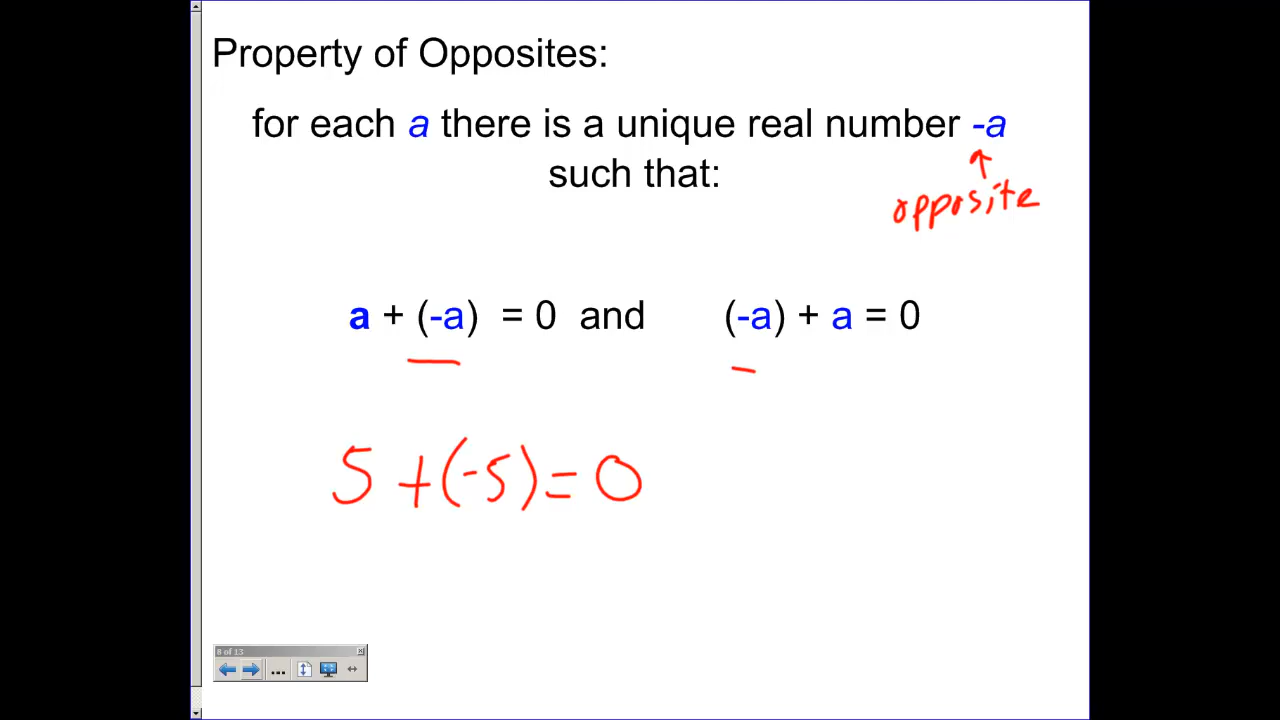 Property of Opposites:
for each a there is a unique real number -a
such that:
opposite
a + (-a) = 0 and (-a) + a = 0
5 + (-5) = 0
8 of 13